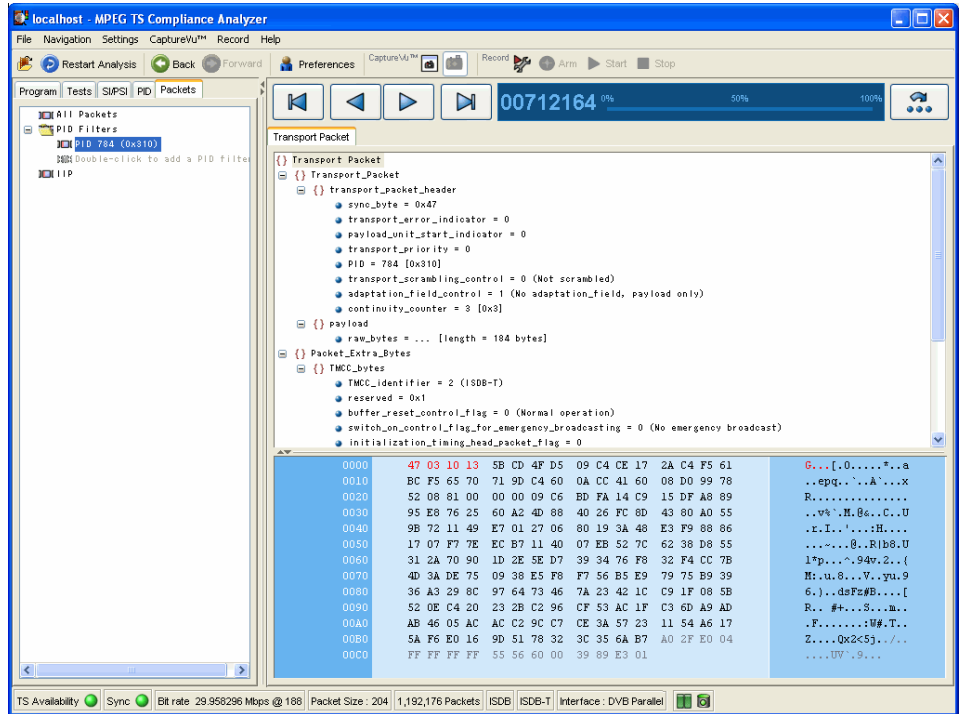 localhost - MPEG TS Compliance Analyzer
File Navigation Settings CaptureVu™ Record Help
Restart Analysis Back Forward Preferences CaptureVu™ Record Arm Start Stop
Program Tests SI/PSI PID Packets
All Packets
PID Filters
PID 784 (0x310)
Double-click to add a PID filte
IIP
00712164 0% 50% 100%
Transport Packet
{} Transport Packet
{} Transport_Packet
{} transport_packet_header
sync_byte = 0x47
transport_error_indicator = 0
payload_unit_start_indicator = 0
transport_priority = 0
PID = 784 [0x310]
transport_scrambling_control = 0 (Not scrambled)
adaptation_field_control = 1 (No adaptation_field, payload only)
continuity_counter = 3 [0x3]
{} payload
raw_bytes = ... [length = 184 bytes]
{} Packet_Extra_Bytes
{} TMCC_bytes
TMCC_identifier = 2 (ISDB-T)
reserved = 0x1
buffer_reset_control_flag = 0 (Normal operation)
switch_on_control_flag_for_emergency_broadcasting = 0 (No emergency broadcast)
initialization_timing_head_packet_flag = 0
0000 47 03 10 13 5B CD 4F D5 09 C4 CE 17 2A C4 F5 61 G...[.O.....*..a
0010 BC F5 65 70 71 9D C4 60 0A CC 41 60 08 D0 99 78 ..epq..`..A`...x
0020 52 08 81 00 00 00 09 C6 BD FA 14 C9 15 DF A8 89 R...............
0030 95 E8 76 25 60 A2 4D 88 40 26 FC 8D 43 80 A0 55 ..v%`.M.@&..C..U
0040 9B 72 11 49 E7 01 27 06 80 19 3A 48 E3 F9 88 86 .r.I..'...:H....
0050 17 07 F7 7E EC B7 11 40 07 EB 52 7C 62 38 D8 55 ...~...@..R|b8.U
0060 31 2A 70 90 1D 2E 5E D7 39 34 76 F8 32 F4 CC 7B 1*p...^.94v.2..{
0070 4D 3A DE 75 09 38 E5 F8 F7 56 B5 E9 79 75 B9 39 M:.u.8...V..yu.9
0080 36 A3 29 8C 97 64 73 46 7A 23 42 1C C9 1F 08 5B 6.)..dsFz#B....[
0090 52 0E C4 20 23 2B C2 96 CF 53 AC 1F C3 6D A9 AD R.. #+...S...m..
00A0 AB 46 05 AC AC C2 9C C7 CE 3A 57 23 11 54 A6 17 .F.......:W#.T..
00B0 5A F6 E0 16 9D 51 78 32 3C 35 6A B7 A0 2F E0 04 Z....Qx2<5j../..
00C0 FF FF FF FF 55 56 60 00 39 89 E3 01 ....UV`.9...
TS Availability Sync Bit rate 29.958296 Mbps @ 188 Packet Size : 204 1,192,176 Packets ISDB ISDB-T Interface : DVB Parallel